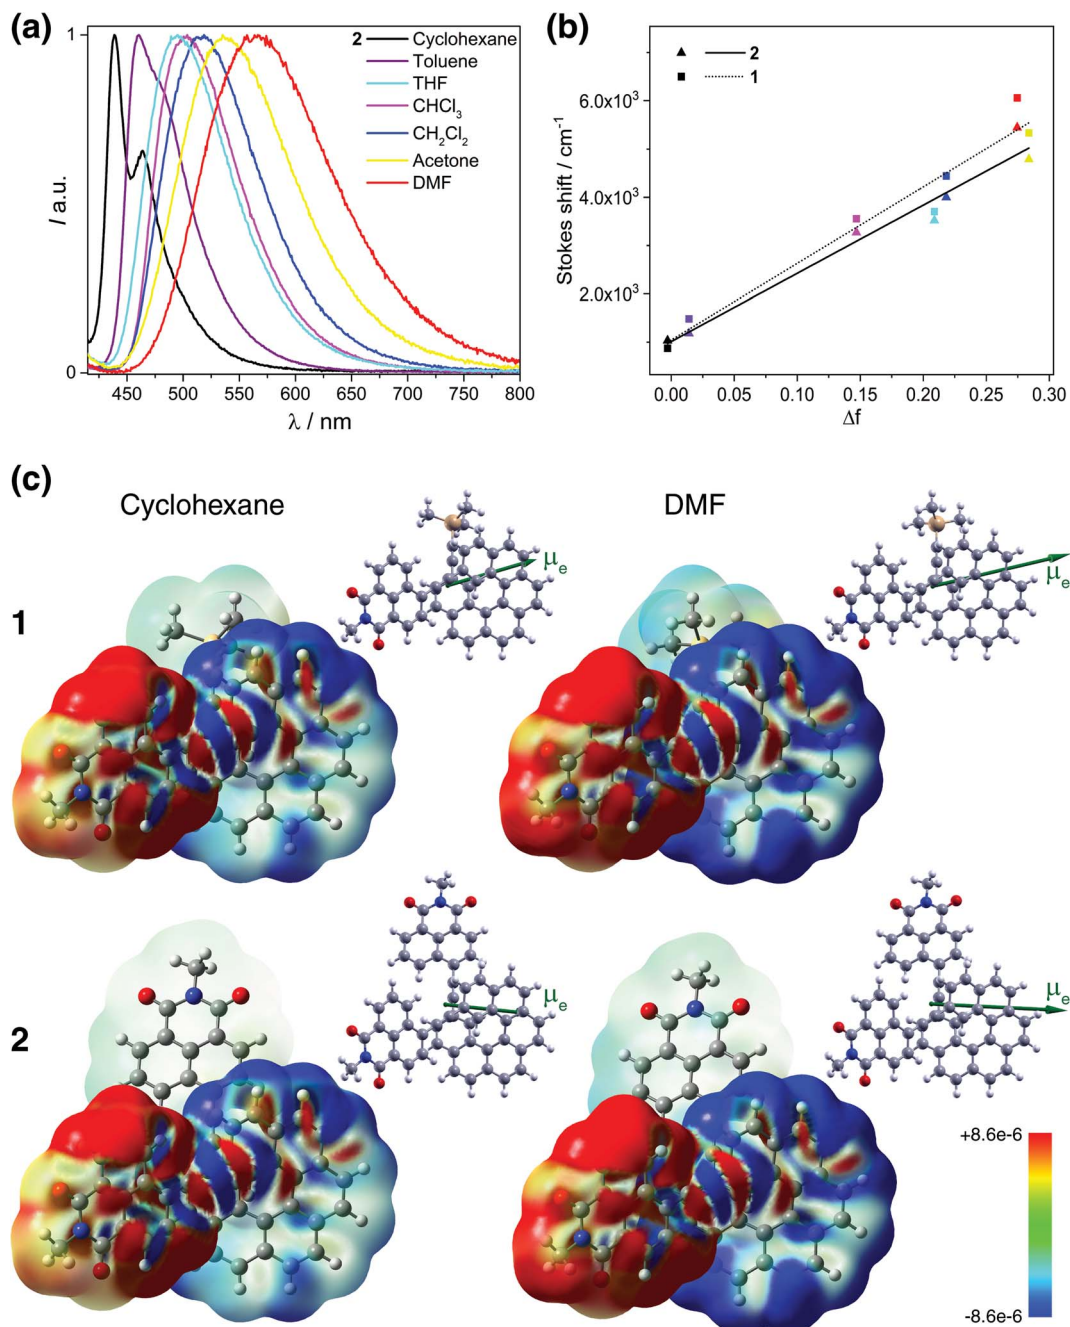 (a)
1
0
I / a.u.
2 Cyclohexane
Toluene
THF
CHCl₃
CH₂Cl₂
Acetone
DMF
450 500 550 600 650 700 750 800
λ / nm
(b)
2
1
6.0x10³
4.0x10³
2.0x10³
Stokes shift / cm⁻¹
0.00 0.05 0.10 0.15 0.20 0.25 0.30
Δf
(c)
Cyclohexane
DMF
1
μₑ
μₑ
2
μₑ
μₑ
+8.6e-6
-8.6e-6